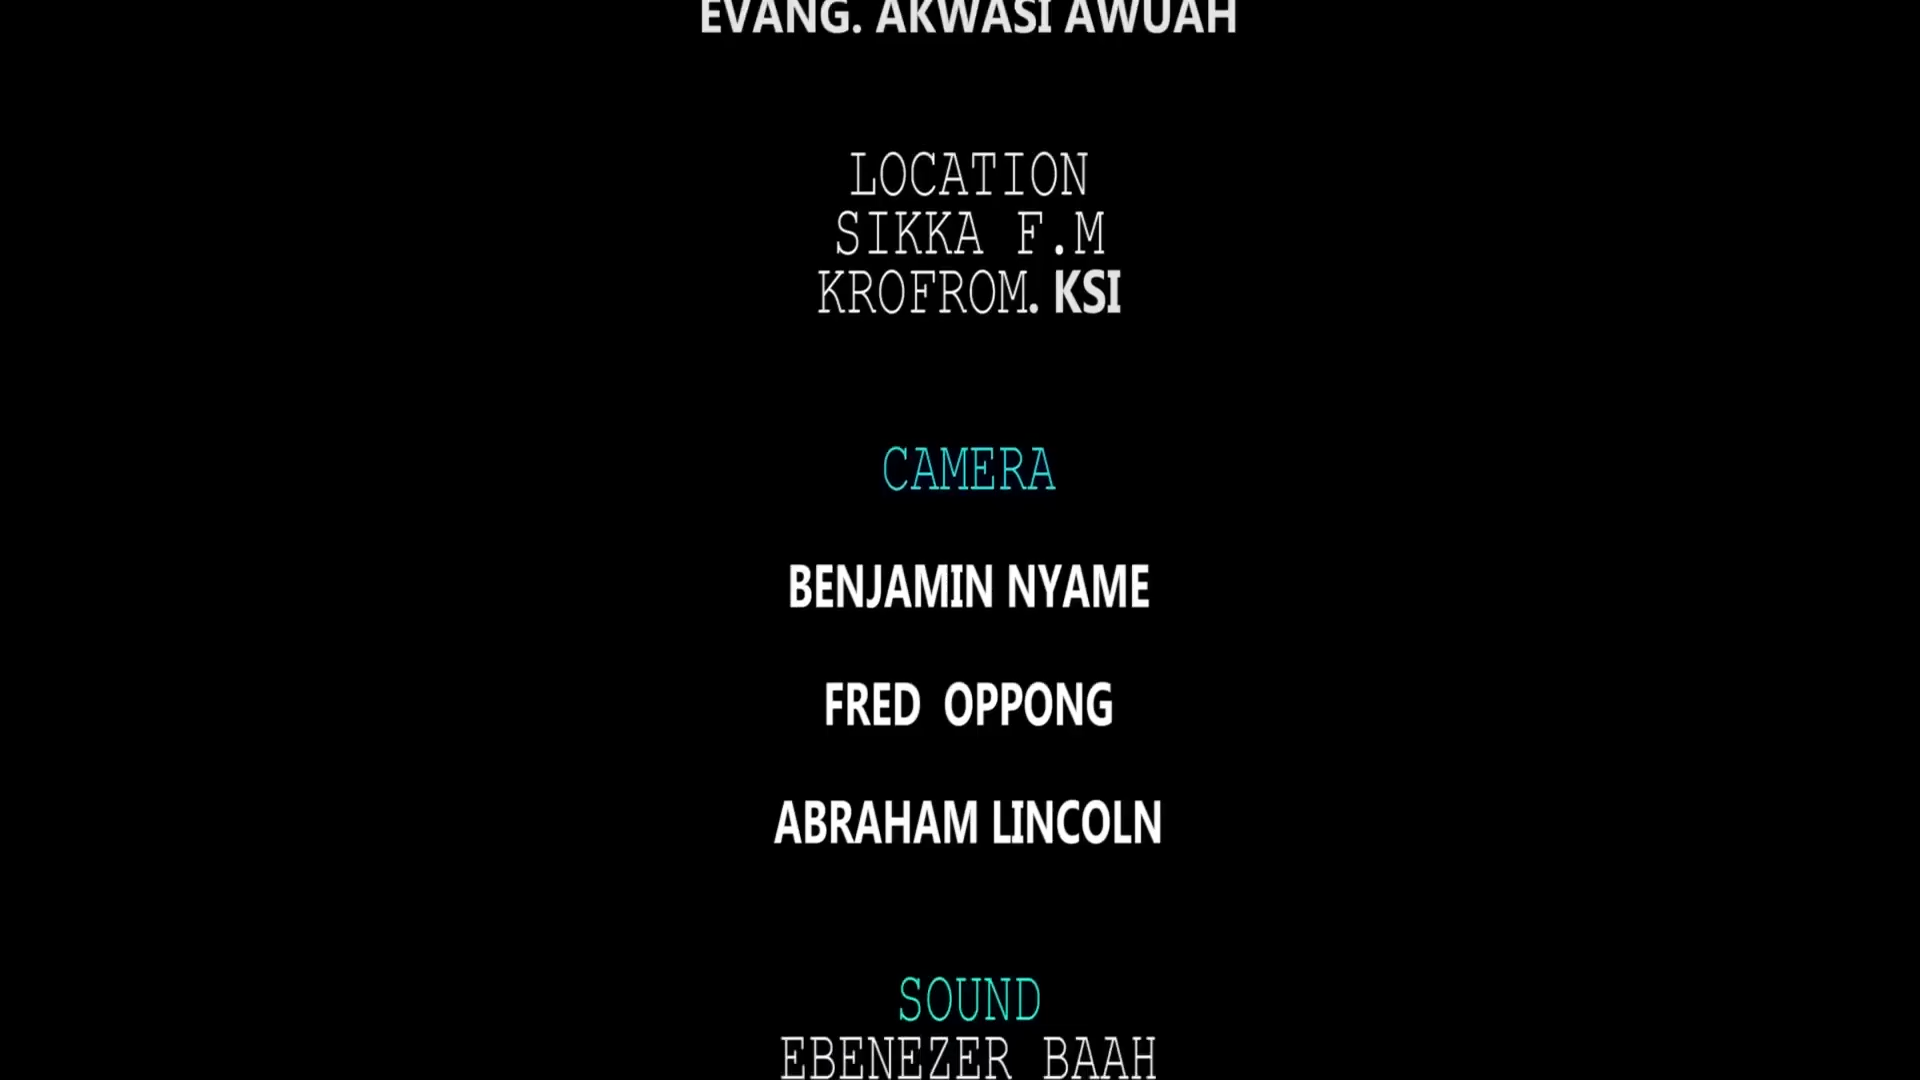 EVANG. AKWASI AWUAH
LOCATION
SIKKA F.M
KROFROM. KSI
CAMERA
BENJAMIN NYAME
FRED OPPONG
ABRAHAM LINCOLN
SOUND
EBENEZER BAAH